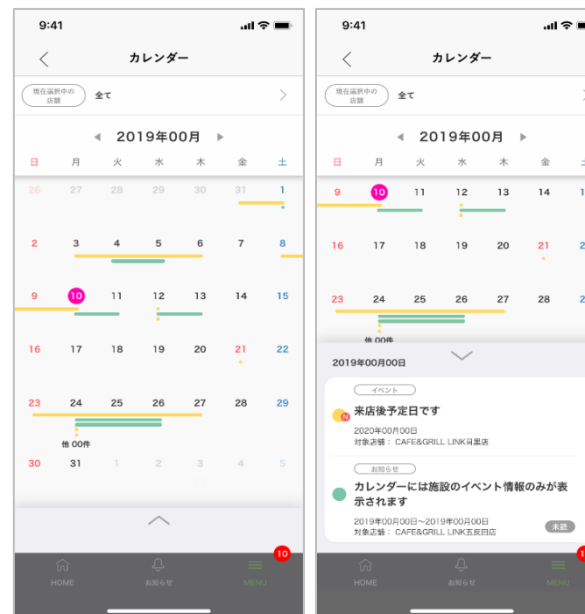 9:41
カレンダー
現在選択中の
店舗
全て
2019年00月
日 月 火 水 木 金 土
26 27 28 29 30 31 1
2 3 4 5 6 7 8
9 10 11 12 13 14 15
16 17 18 19 20 21 22
23 24 25 26 27 28 29
他 00件
30 31 1 2 3 4 5
10
HOME お知らせ MENU
9:41
カレンダー
現在選択中の
店舗
全て
2019年00月
日 月 火 水 木 金 土
9 10 11 12 13 14 1
16 17 18 19 20 21 2
23 24 25 26 27 28 2
他 00件
2019年00月00日
イベント
N
来店後予定日です
2020年00月00日
対象店舗： CAFE&GRILL LINK目黒店
お知らせ
カレンダーには施設のイベント情報のみが表
示されます
2019年00月00日〜2019年00月00日
対象店舗： CAFE&GRILL LINK五反田店
未読
1
HOME お知らせ MENU